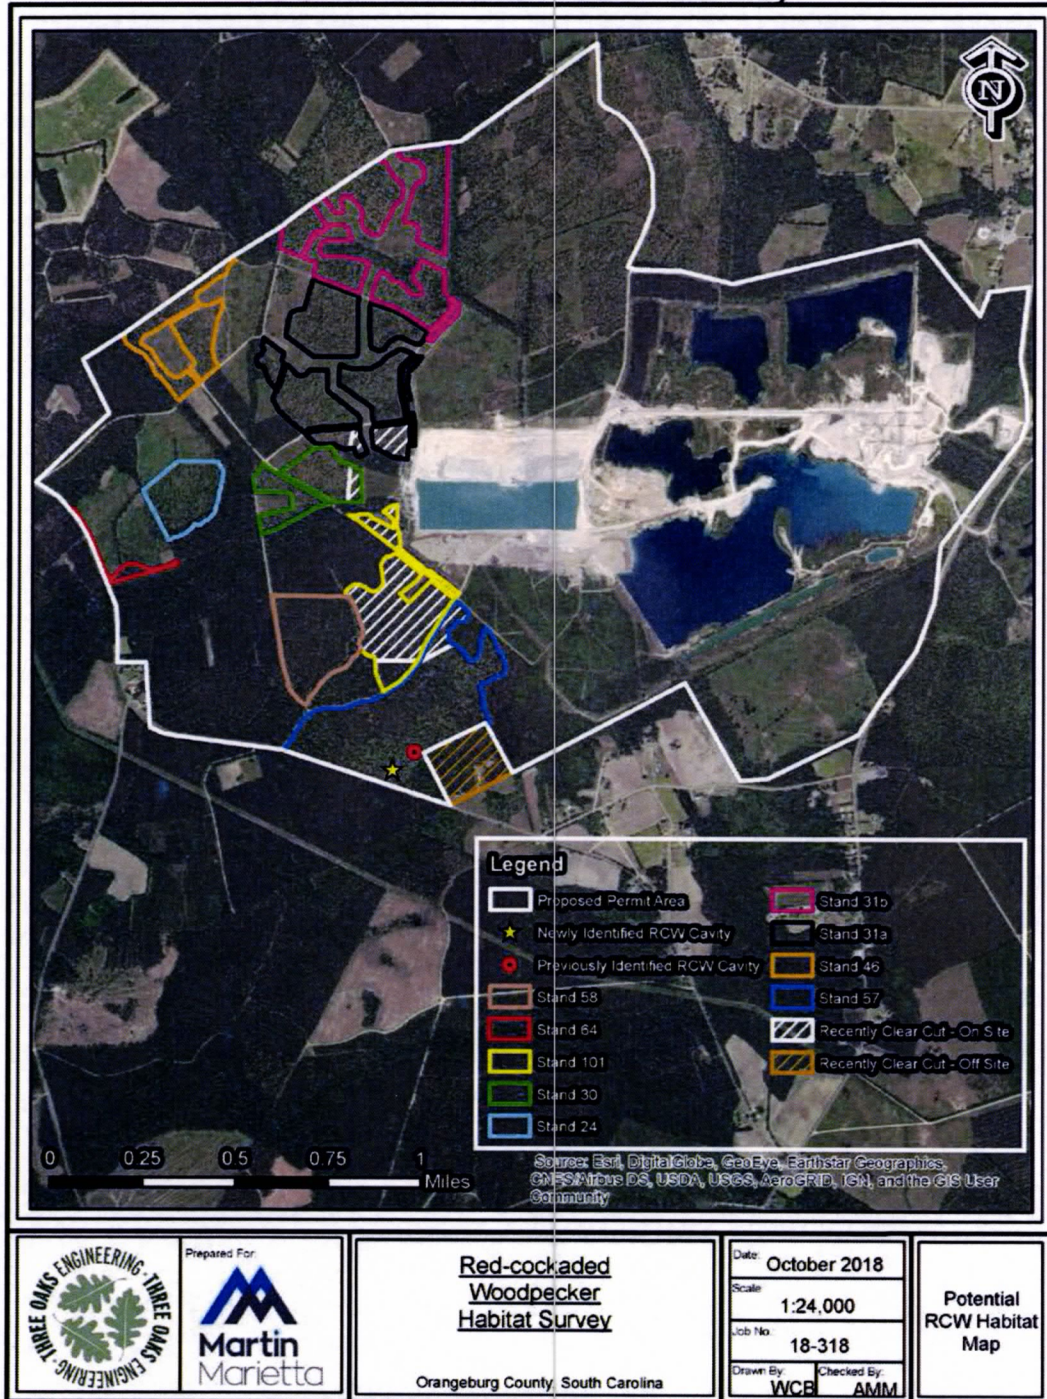 N
Legend
Proposed Permit Area
Newly Identified RCW Cavity
Previously Identified RCW Cavity
Stand 58
Stand 64
Stand 101
Stand 30
Stand 24
Stand 31b
Stand 31a
Stand 46
Stand 57
Recently Clear Cut - On Site
Recently Clear Cut - Off Site
0 0.25 0.5 0.75 1
Miles
Source: Esri, DigitalGlobe, GeoEye, Earthstar Geographics,
CNES/Airbus DS, USDA, USGS, AeroGRID, IGN, and the GIS User
Community
THREE OAKS ENGINEERING · THREE OAKS ENGINEERING ·
Prepared For:
Martin
Marietta
Red-cockaded
Woodpecker
Habitat Survey
Orangeburg County, South Carolina
Date: October 2018
Scale
1:24,000
Job No.
18-318
Drawn By: WCB
Checked By: AMM
Potential
RCW Habitat
Map